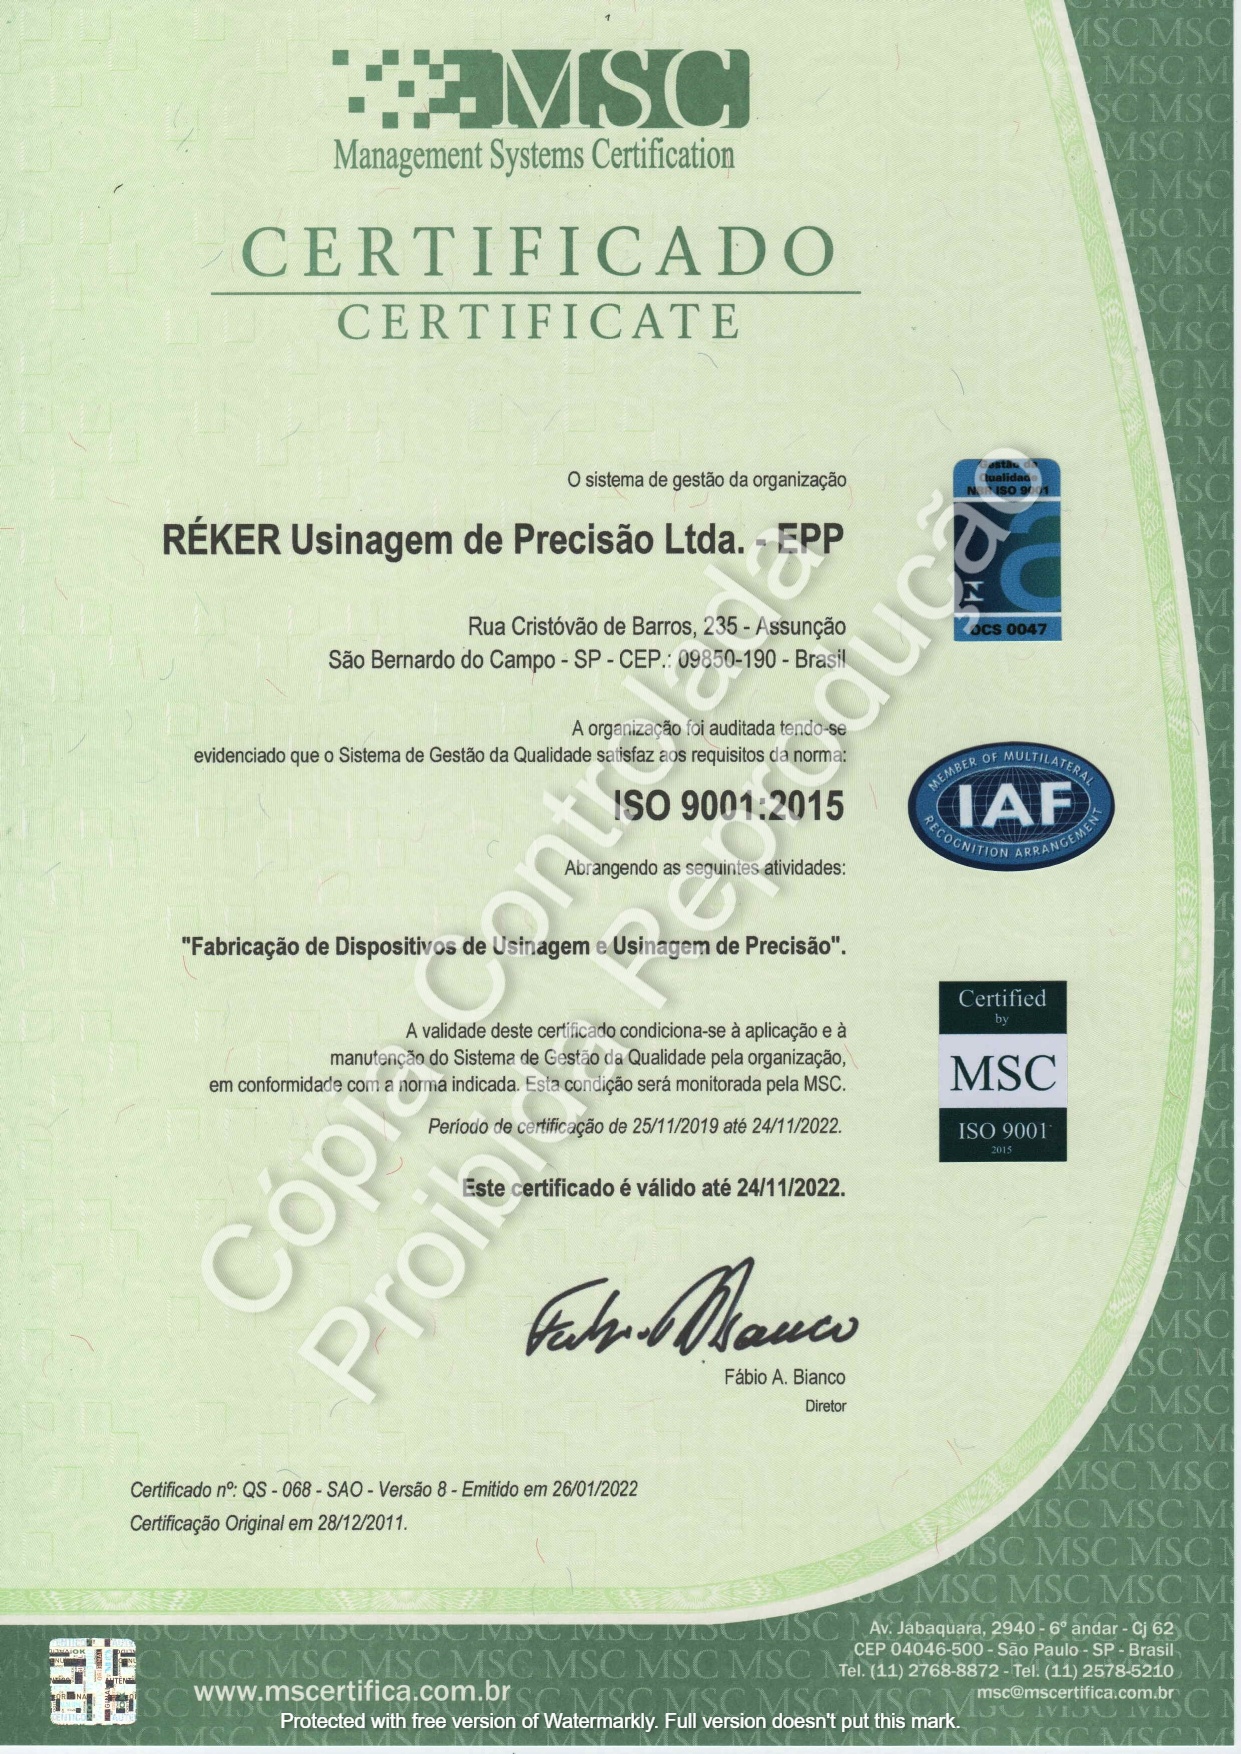 MSC
Management Systems Certification
CERTIFICADO
CERTIFICATE
O sistema de gestão da organização
RÉKER Usinagem de Precisão Ltda. - EPP
Rua Cristóvão de Barros, 235 - Assunção
São Bernardo do Campo - SP - CEP.: 09850-190 - Brasil
A organização foi auditada tendo-se
evidenciado que o Sistema de Gestão da Qualidade satisfaz aos requisitos da norma:
ISO 9001:2015
Abrangendo as seguintes atividades:
"Fabricação de Dispositivos de Usinagem e Usinagem de Precisão".
A validade deste certificado condiciona-se à aplicação e à
manutenção do Sistema de Gestão da Qualidade pela organização,
em conformidade com a norma indicada. Esta condição será monitorada pela MSC.
Período de certificação de 25/11/2019 até 24/11/2022.
Este certificado é válido até 24/11/2022.
Fábio A. Bianco
Diretor
Certificado nº: QS - 068 - SAO - Versão 8 - Emitido em 26/01/2022
Certificação Original em 28/12/2011.
Gestão da
Qualidade
NBR ISO 9001
OCS 0047
MEMBER OF MULTILATERAL
IAF
RECOGNITION ARRANGEMENT
Certified
by
MSC
ISO 9001
2015
Cópia Controlada
Proibida Reprodução
Av. Jabaquara, 2940 - 6º andar - Cj 62
CEP 04046-500 - São Paulo - SP - Brasil
Tel. (11) 2768-8872 - Tel. (11) 2578-5210
msc@mscertifica.com.br
www.mscertifica.com.br
Protected with free version of Watermarkly. Full version doesn't put this mark.